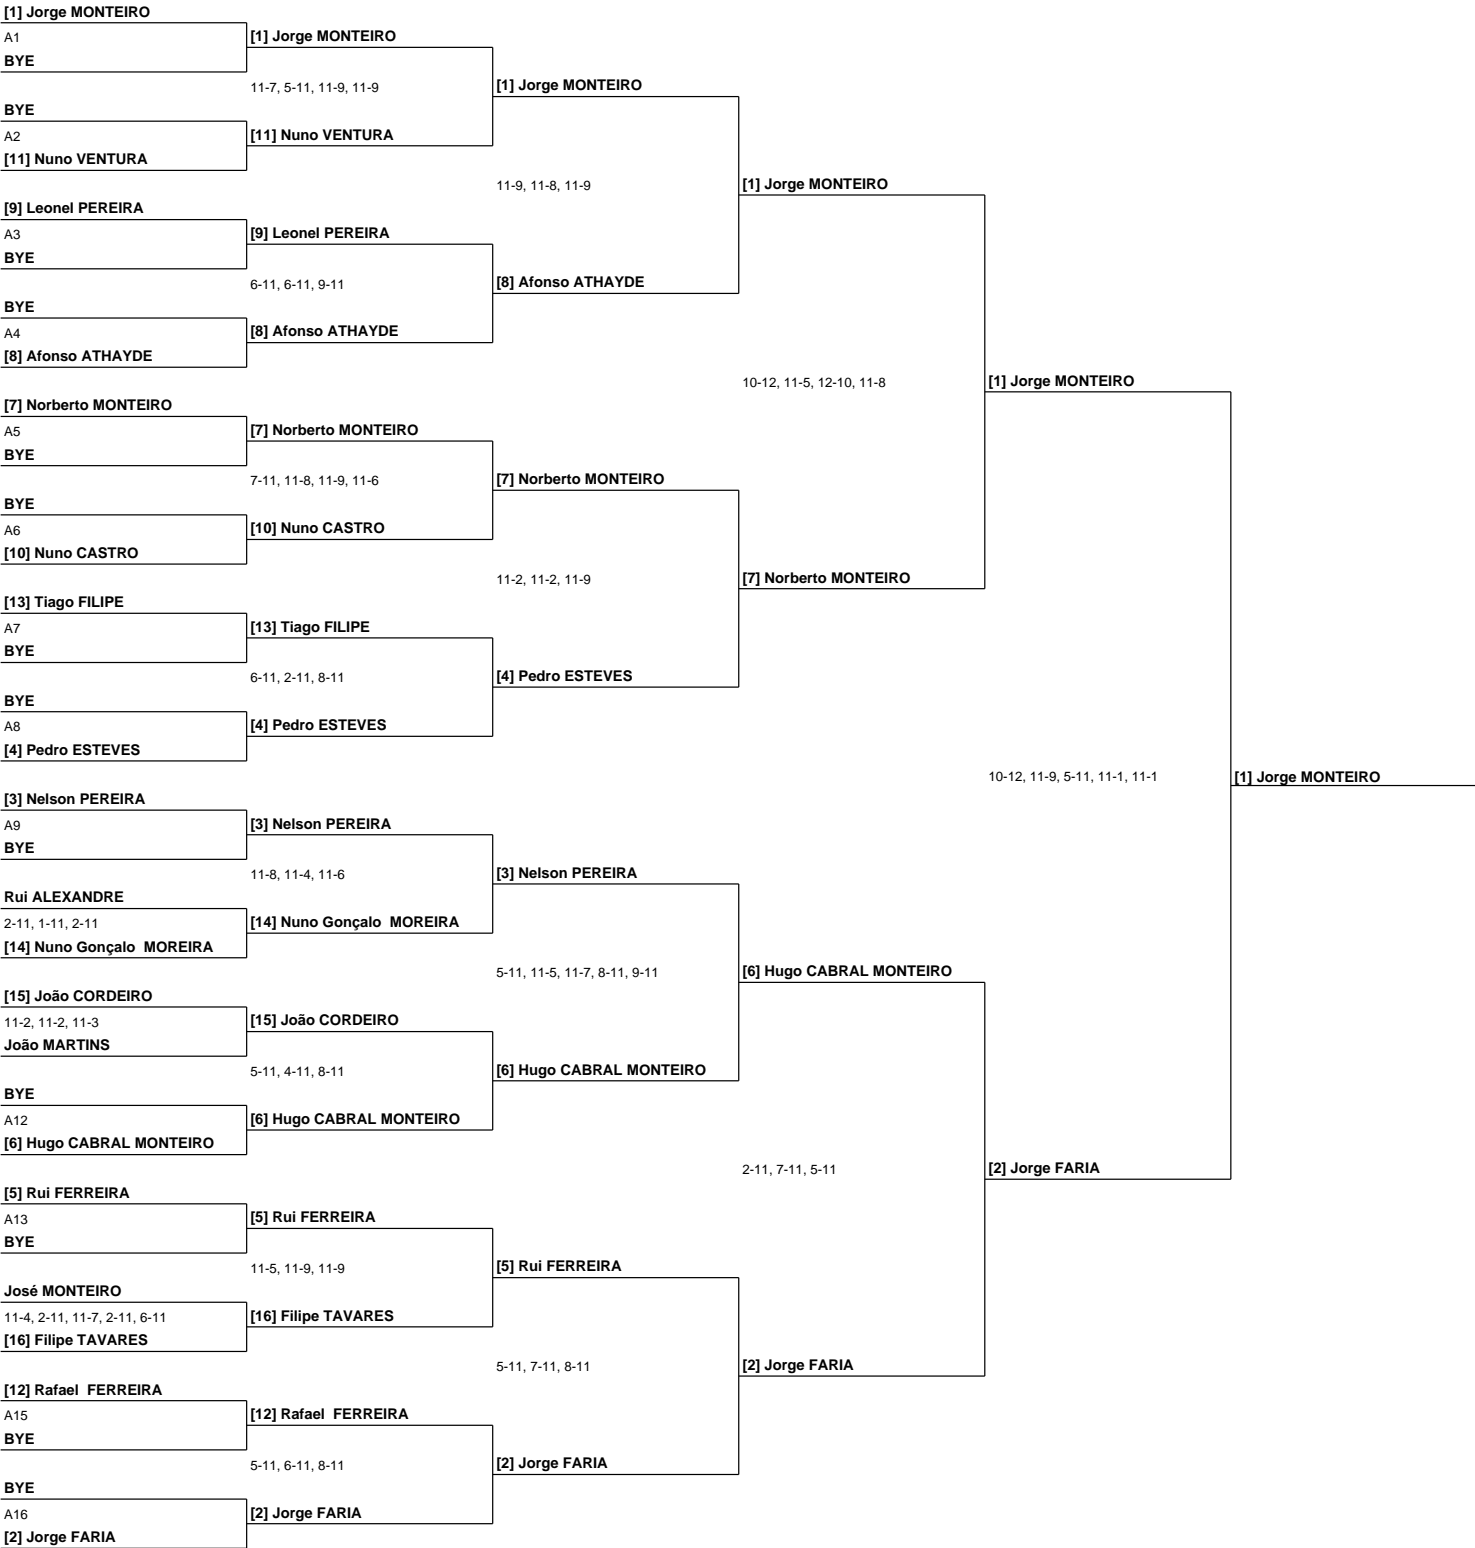 [1] Jorge MONTEIRO
A1
BYE
BYE
A2
[11] Nuno VENTURA
[9] Leonel PEREIRA
A3
BYE
BYE
A4
[8] Afonso ATHAYDE
[7] Norberto MONTEIRO
A5
BYE
BYE
A6
[10] Nuno CASTRO
[13] Tiago FILIPE
A7
BYE
BYE
A8
[4] Pedro ESTEVES
[3] Nelson PEREIRA
A9
BYE
Rui ALEXANDRE
2-11, 1-11, 2-11
[14] Nuno Gonçalo  MOREIRA
[15] João CORDEIRO
11-2, 11-2, 11-3
João MARTINS
BYE
A12
[6] Hugo CABRAL MONTEIRO
[5] Rui FERREIRA
A13
BYE
José MONTEIRO
11-4, 2-11, 11-7, 2-11, 6-11
[16] Filipe TAVARES
[12] Rafael  FERREIRA
A15
BYE
BYE
A16
[2] Jorge FARIA
[1] Jorge MONTEIRO
11-7, 5-11, 11-9, 11-9
[11] Nuno VENTURA
[9] Leonel PEREIRA
6-11, 6-11, 9-11
[8] Afonso ATHAYDE
[7] Norberto MONTEIRO
7-11, 11-8, 11-9, 11-6
[10] Nuno CASTRO
[13] Tiago FILIPE
6-11, 2-11, 8-11
[4] Pedro ESTEVES
[3] Nelson PEREIRA
11-8, 11-4, 11-6
[14] Nuno Gonçalo  MOREIRA
[15] João CORDEIRO
5-11, 4-11, 8-11
[6] Hugo CABRAL MONTEIRO
[5] Rui FERREIRA
11-5, 11-9, 11-9
[16] Filipe TAVARES
[12] Rafael  FERREIRA
5-11, 6-11, 8-11
[2] Jorge FARIA
[1] Jorge MONTEIRO
11-9, 11-8, 11-9
[8] Afonso ATHAYDE
[7] Norberto MONTEIRO
11-2, 11-2, 11-9
[4] Pedro ESTEVES
[3] Nelson PEREIRA
5-11, 11-5, 11-7, 8-11, 9-11
[6] Hugo CABRAL MONTEIRO
[5] Rui FERREIRA
5-11, 7-11, 8-11
[2] Jorge FARIA
[1] Jorge MONTEIRO
10-12, 11-5, 12-10, 11-8
[7] Norberto MONTEIRO
[6] Hugo CABRAL MONTEIRO
2-11, 7-11, 5-11
[2] Jorge FARIA
[1] Jorge MONTEIRO
10-12, 11-9, 5-11, 11-1, 11-1
[2] Jorge FARIA
[1] Jorge MONTEIRO